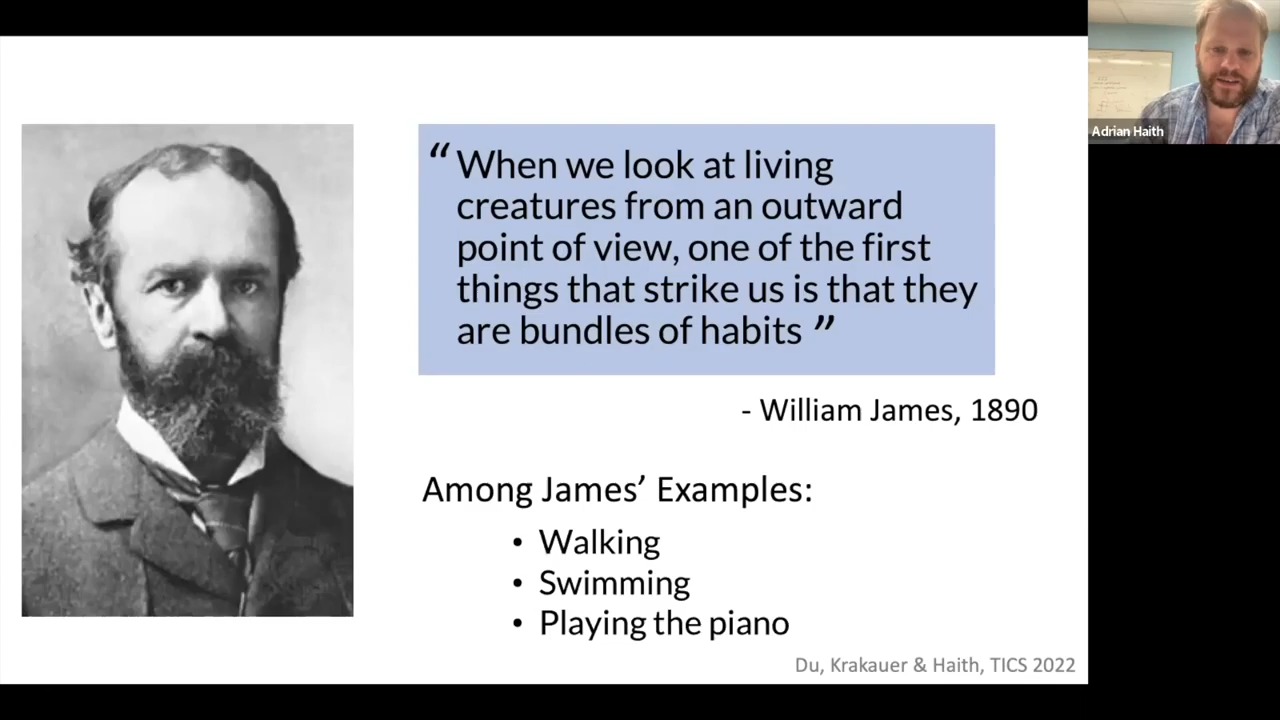 “ When we look at living
creatures from an outward
point of view, one of the first
things that strike us is that they
are bundles of habits ”
- William James, 1890
Among James’ Examples:
• Walking
• Swimming
• Playing the piano
Du, Krakauer & Haith, TICS 2022
Adrian Haith